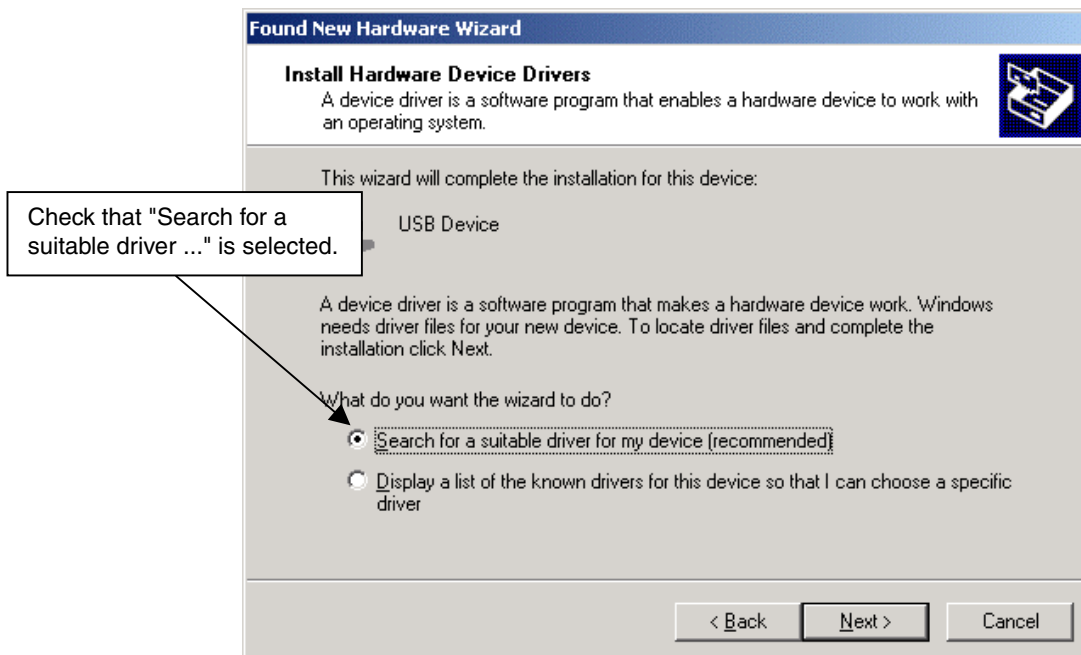 Found New Hardware Wizard
Install Hardware Device Drivers
A device driver is a software program that enables a hardware device to work with
an operating system.
This wizard will complete the installation for this device:
Check that "Search for a
suitable driver ..." is selected.
USB Device
A device driver is a software program that makes a hardware device work. Windows
needs driver files for your new device. To locate driver files and complete the
installation click Next.
What do you want the wizard to do?
Search for a suitable driver for my device (recommended)
Display a list of the known drivers for this device so that I can choose a specific
driver
< Back
Next >
Cancel